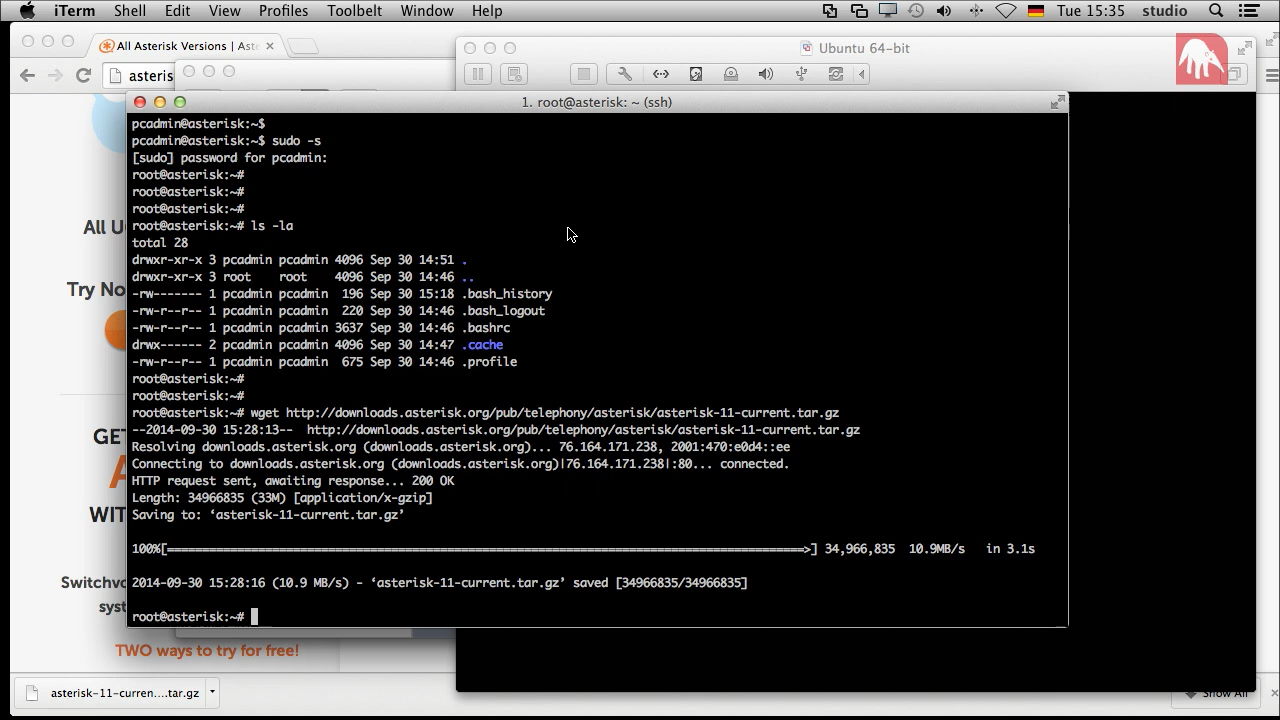 iTerm Shell Edit View Profiles Toolbelt Window Help Tue 15:35 studio
All Asterisk Versions | Ast
Ubuntu 64-bit
asteris
1. root@asterisk: ~ (ssh)
pcadmin@asterisk:~$
pcadmin@asterisk:~$ sudo -s
[sudo] password for pcadmin:
root@asterisk:~#
root@asterisk:~#
root@asterisk:~#
root@asterisk:~# ls -la
total 28
drwxr-xr-x 3 pcadmin pcadmin 4096 Sep 30 14:51 .
drwxr-xr-x 3 root    root    4096 Sep 30 14:46 ..
-rw------- 1 pcadmin pcadmin  196 Sep 30 15:18 .bash_history
-rw-r--r-- 1 pcadmin pcadmin  220 Sep 30 14:46 .bash_logout
-rw-r--r-- 1 pcadmin pcadmin 3637 Sep 30 14:46 .bashrc
drwx------ 2 pcadmin pcadmin 4096 Sep 30 14:47 .cache
-rw-r--r-- 1 pcadmin pcadmin  675 Sep 30 14:46 .profile
root@asterisk:~#
root@asterisk:~#
root@asterisk:~# wget http://downloads.asterisk.org/pub/telephony/asterisk/asterisk-11-current.tar.gz
--2014-09-30 15:28:13--  http://downloads.asterisk.org/pub/telephony/asterisk/asterisk-11-current.tar.gz
Resolving downloads.asterisk.org (downloads.asterisk.org)... 76.164.171.238, 2001:470:e0d4::ee
Connecting to downloads.asterisk.org (downloads.asterisk.org)|76.164.171.238|:80... connected.
HTTP request sent, awaiting response... 200 OK
Length: 34966835 (33M) [application/x-gzip]
Saving to: ‘asterisk-11-current.tar.gz’
100%[======================================>] 34,966,835  10.9MB/s   in 3.1s
2014-09-30 15:28:16 (10.9 MB/s) - ‘asterisk-11-current.tar.gz’ saved [34966835/34966835]
root@asterisk:~#
All U
Try No
GET
A
WIT
Switchvo
syst
TWO ways to try for free!
asterisk-11-curren....tar.gz
Show All